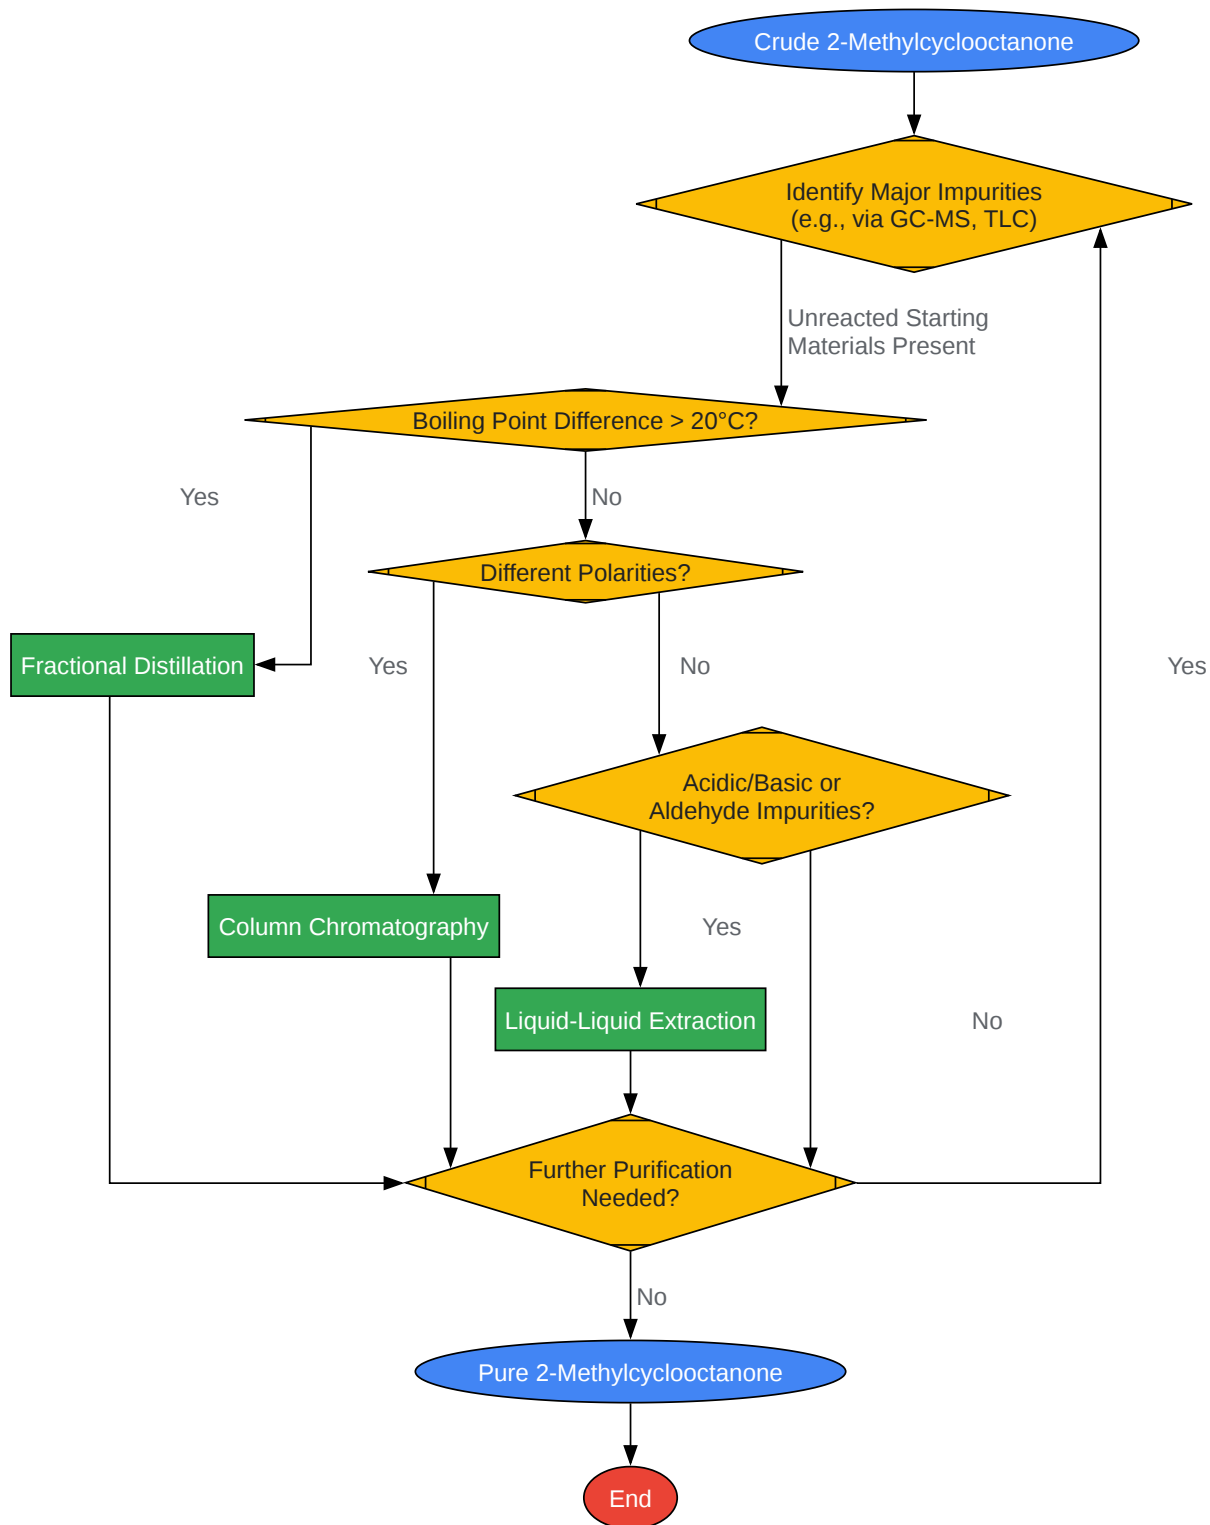 Crude 2-Methylcyclooctanone
Identify Major Impurities
(e.g., via GC-MS, TLC)
Unreacted Starting
Materials Present
Boiling Point Difference > 20°C?
Yes
No
Different Polarities?
Fractional Distillation
Yes
No
Yes
Acidic/Basic or
Aldehyde Impurities?
Column Chromatography
Yes
Liquid-Liquid Extraction
No
Further Purification
Needed?
No
Pure 2-Methylcyclooctanone
End